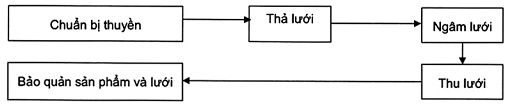 Chuẩn bị thuyền
Thả lưới
Ngâm lưới
Thu lưới
Bảo quản sản phẩm và lưới